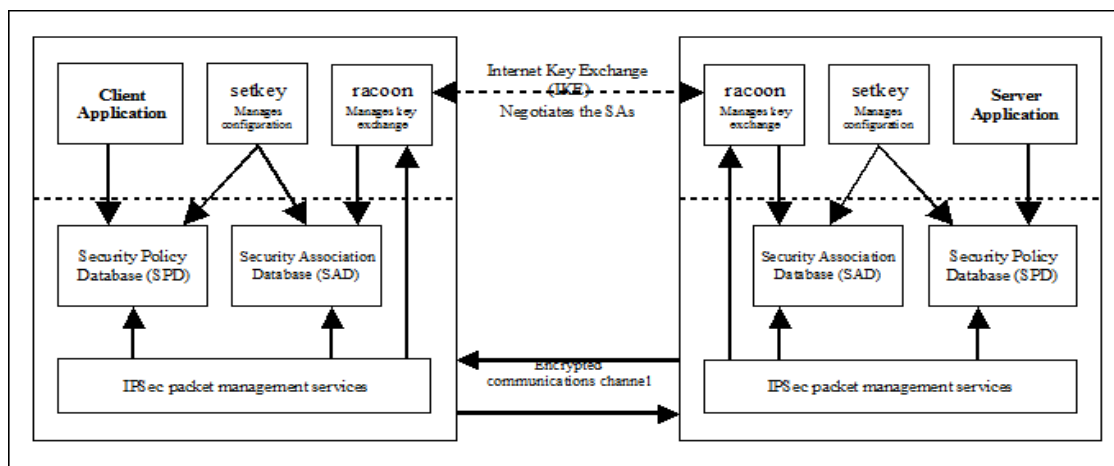 Client
Application
setkey
Manages
configuration
racoon
Manages key
exchange
Internet Key Exchange
(IKE)
Negotiates the SAs
racoon
Manages key
exchange
setkey
Manages
configuration
Server
Application
Security Policy
Database (SPD)
Security Association
Database (SAD)
Security Association
Database (SAD)
Security Policy
Database (SPD)
IPSec packet management services
Encrypted
communications channel
IPSec packet management services